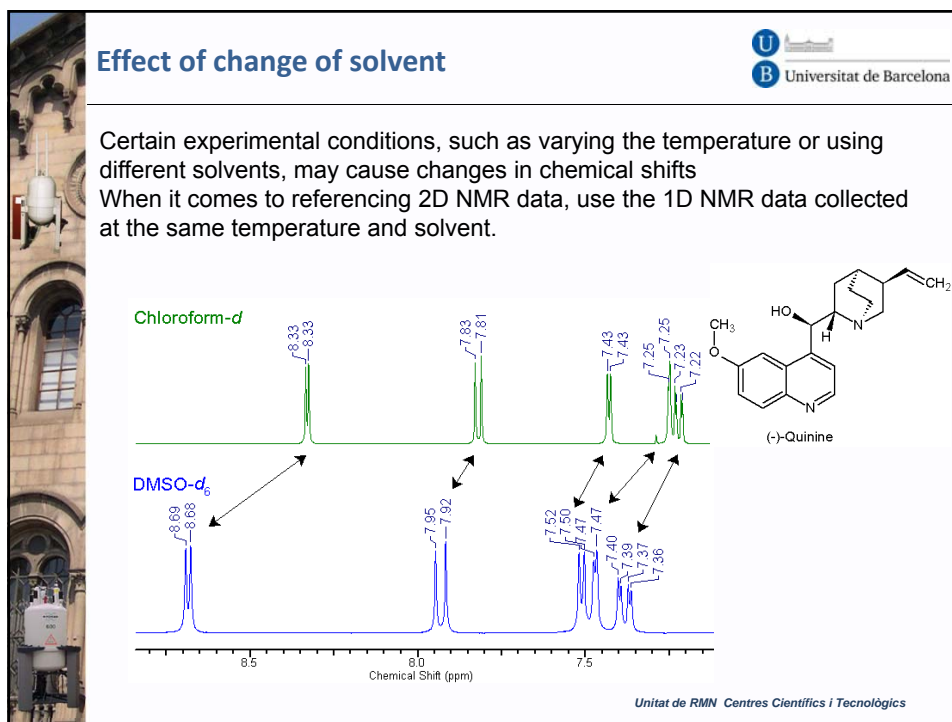 Effect of change of solvent
U
B Universitat de Barcelona
Certain experimental conditions, such as varying the temperature or using
different solvents, may cause changes in chemical shifts
When it comes to referencing 2D NMR data, use the 1D NMR data collected
at the same temperature and solvent.
Chloroform-d
8.33
8.33
7.83
7.81
7.43
7.43
7.25
7.25
7.23
7.22
DMSO-d6
8.69
8.68
7.95
7.92
7.52
7.50
7.47
7.47
7.40
7.39
7.37
7.36
8.5
8.0
7.5
Chemical Shift (ppm)
CH2
HO
N
H
CH3
O
N
(-)-Quinine
Unitat de RMN Centres Científics i Tecnològics